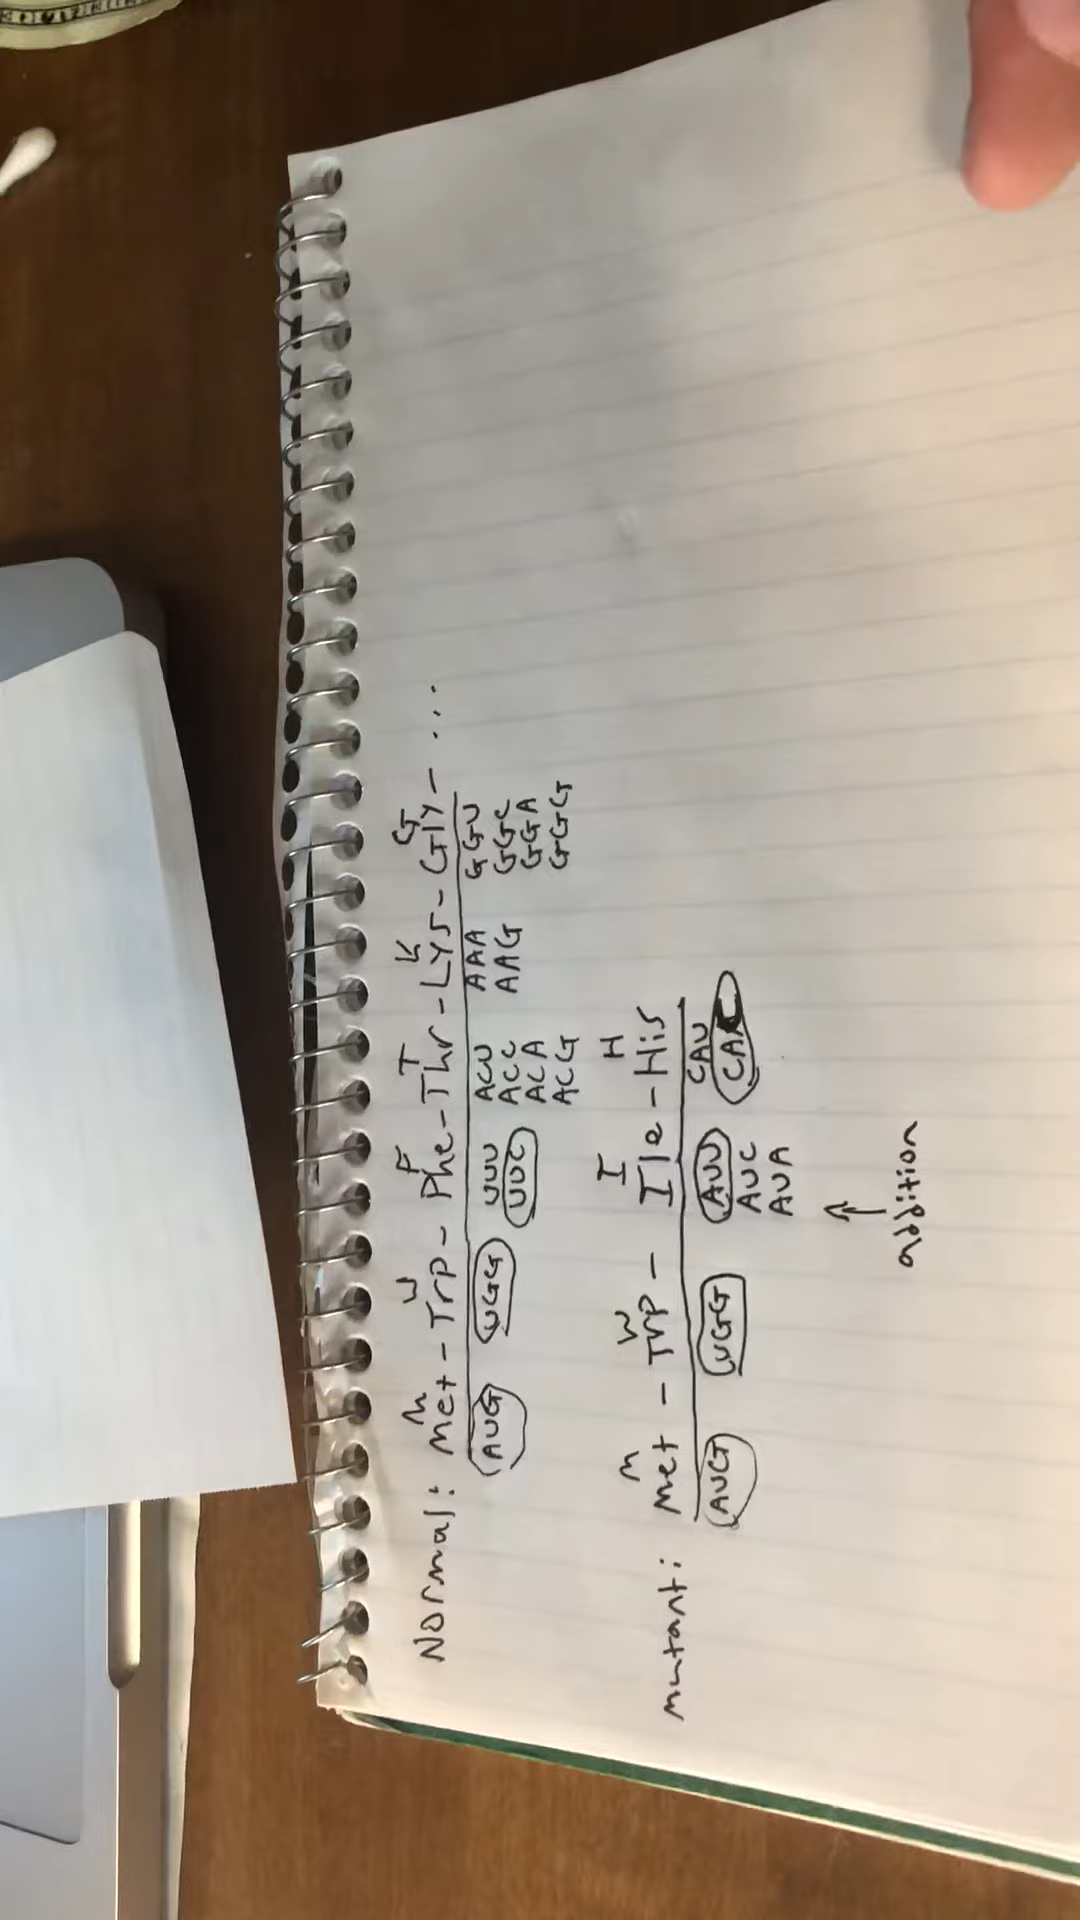 M W F T K G
Normal: Met - Trp - Phe - Thr - Lys - Gly - ...
AUG UGG UUU ACU AAA GGU
UUC ACC AAG GGC
ACA GGA
ACG GGG
M W I H
mutant: Met - Trp - Ile - His
AUG UGG AUU CAU
AUC CAC
AUA
↑
addition